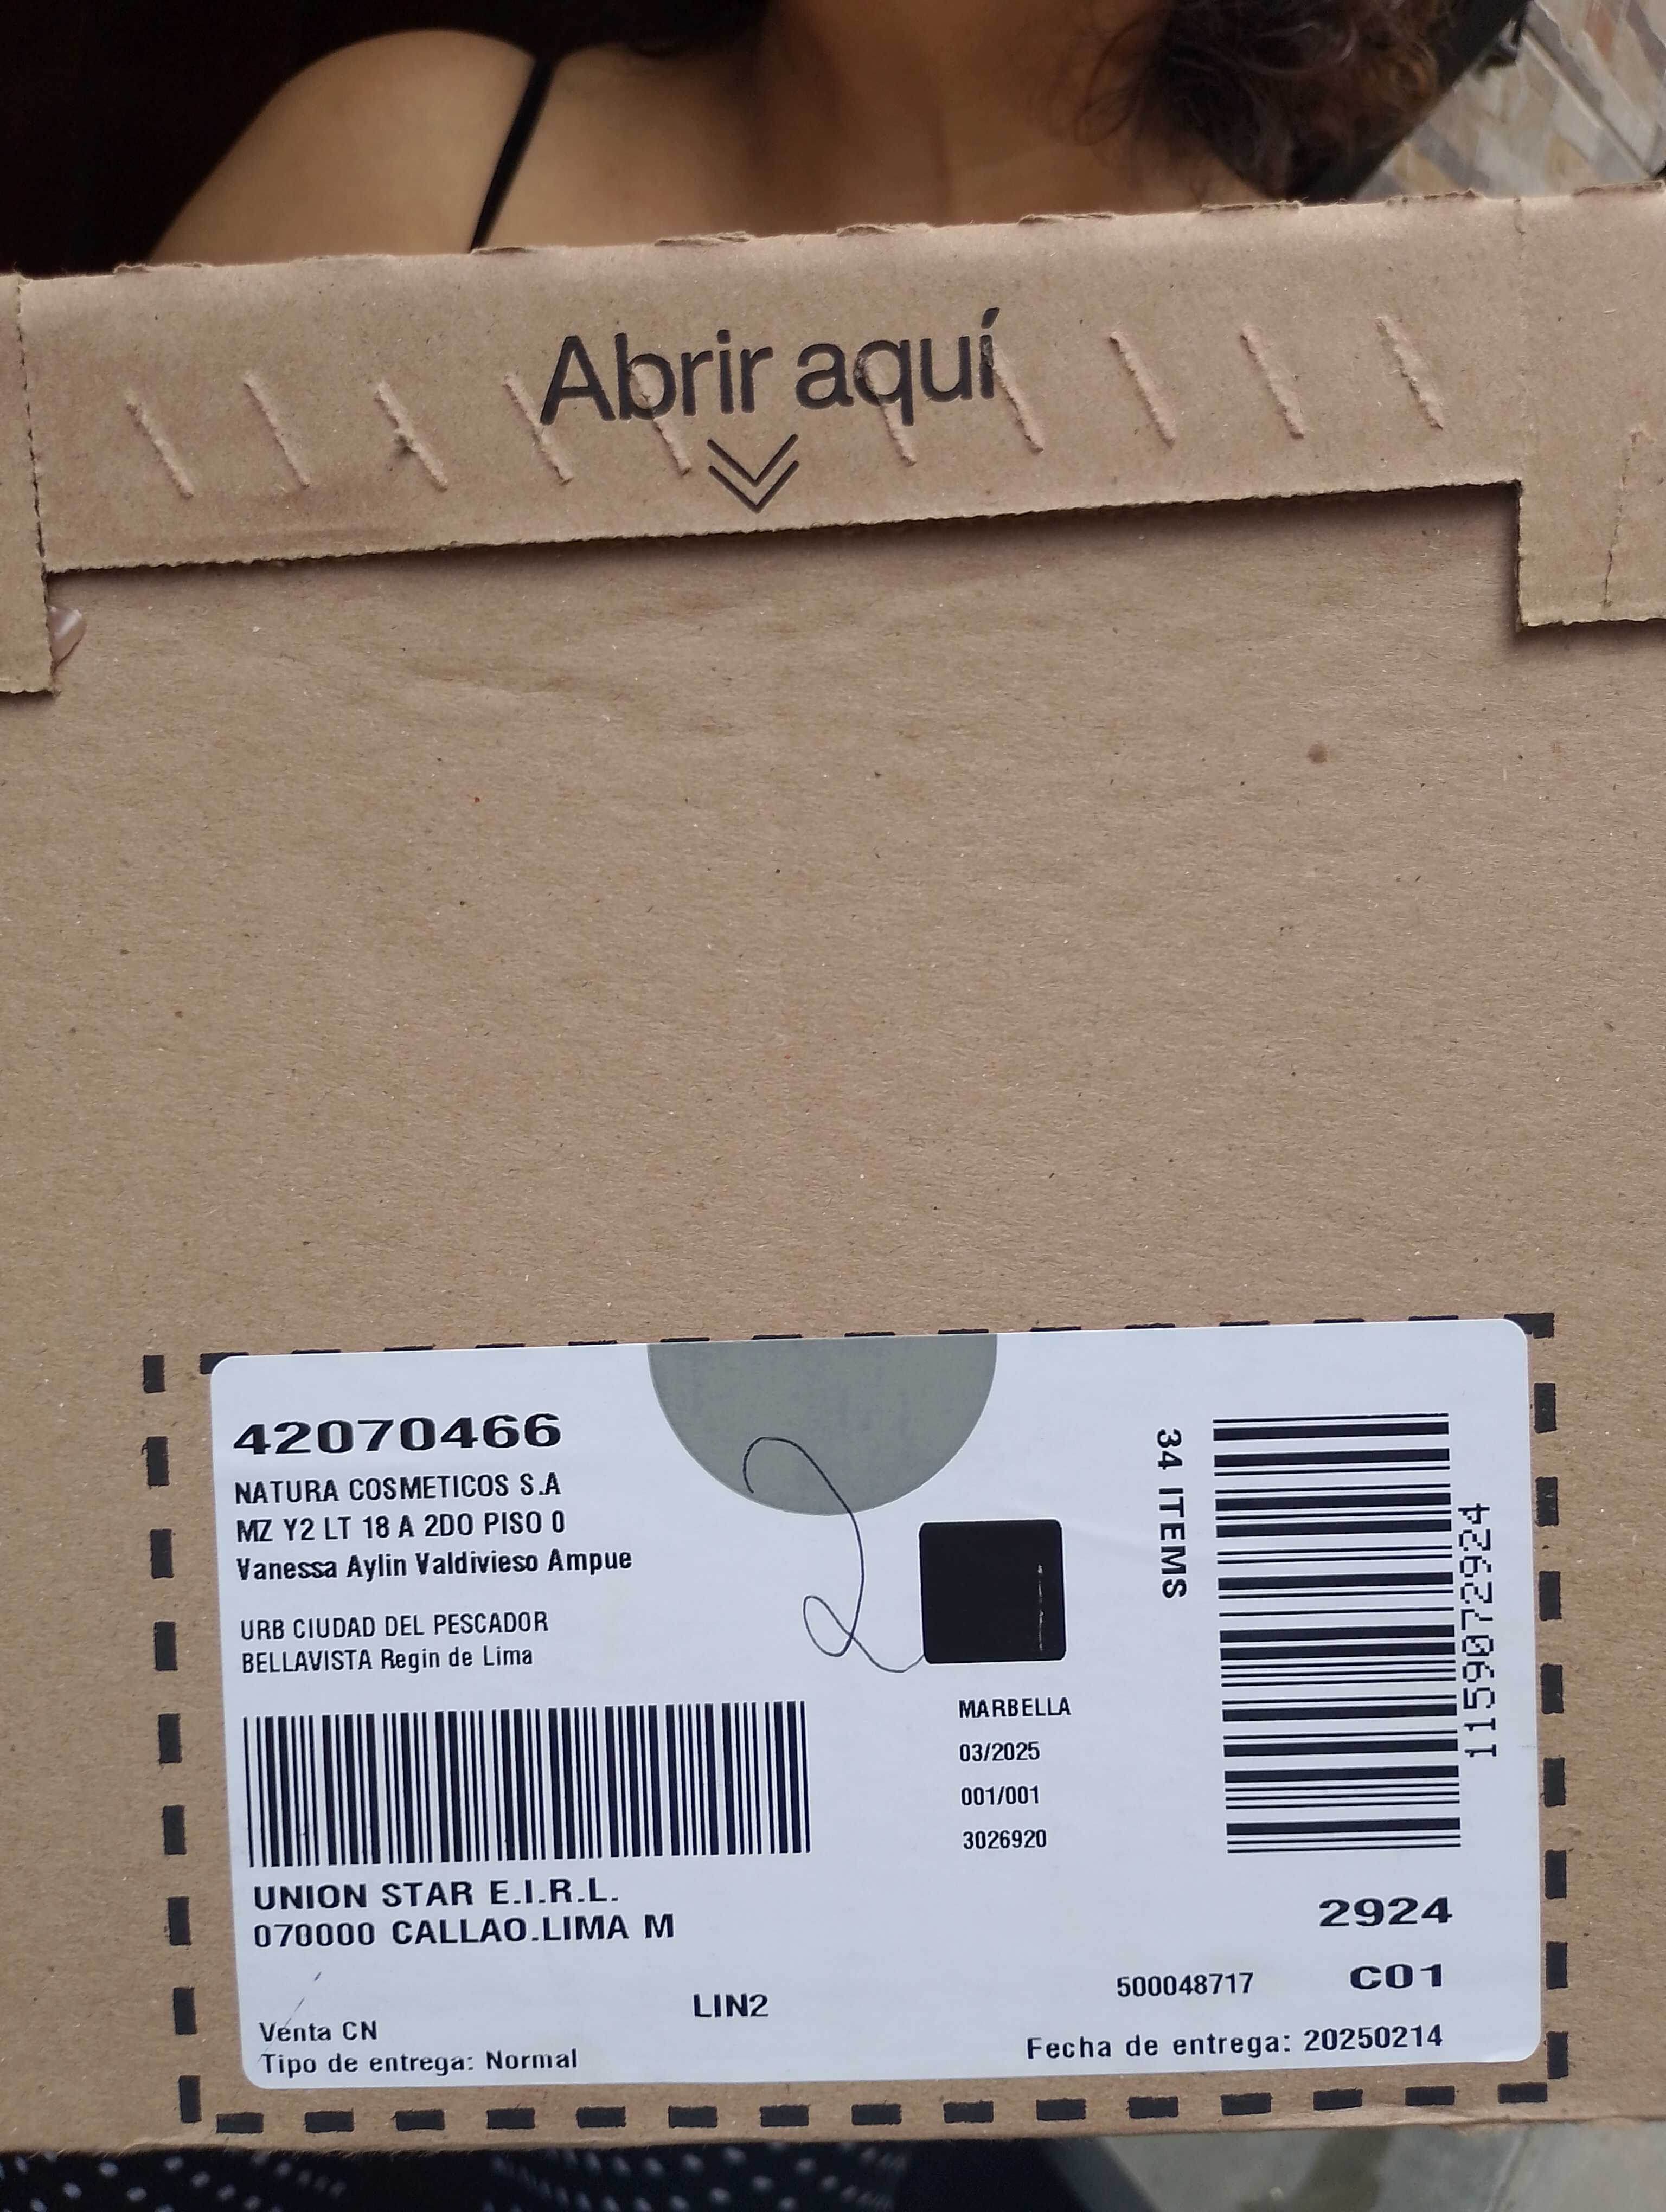 Abrir aquí
42070466
NATURA COSMETICOS S.A
MZ Y2 LT 18 A 2DO PISO 0
Vanessa Aylin Valdivieso Ampue
URB CIUDAD DEL PESCADOR
BELLAVISTA Regin de Lima
UNION STAR E.I.R.L.
070000 CALLAO.LIMA M
Venta CN
Tipo de entrega: Normal
LIN2
MARBELLA
03/2025
001/001
3026920
34 ITEMS
1159072924
2924
C01
500048717
Fecha de entrega: 20250214